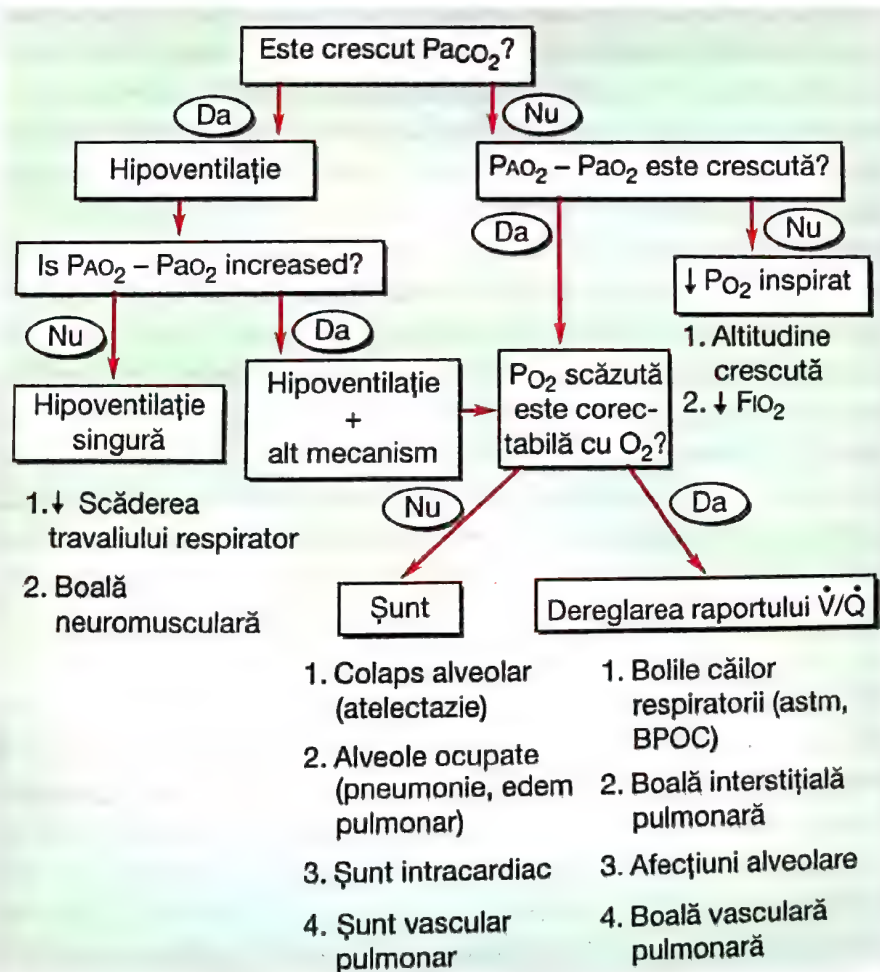 Este crescut PaCO₂?
Da
Nu
Hipoventilație
PAO₂ – PaO₂ este crescută?
Is PAO₂ – PaO₂ increased?
Da
Nu
↓ PO₂ inspirat
1. Altitudine
crescută
2. ↓ FIO₂
Nu
Da
Hipoventilație
singură
Hipoventilație
+
alt mecanism
PO₂ scăzută
este corec-
tabilă cu O₂?
1.↓ Scăderea
travaliului respirator
2. Boală
neuromusculară
Nu
Da
Șunt
Dereglarea raportului V̇/Q̇
1. Colaps alveolar
(atelectazie)
2. Alveole ocupate
(pneumonie, edem
pulmonar)
3. Șunt intracardiac
4. Șunt vascular
pulmonar
1. Bolile căilor
respiratorii (astm,
BPOC)
2. Boală interstițială
pulmonară
3. Afecțiuni alveolare
4. Boală vasculară
pulmonară